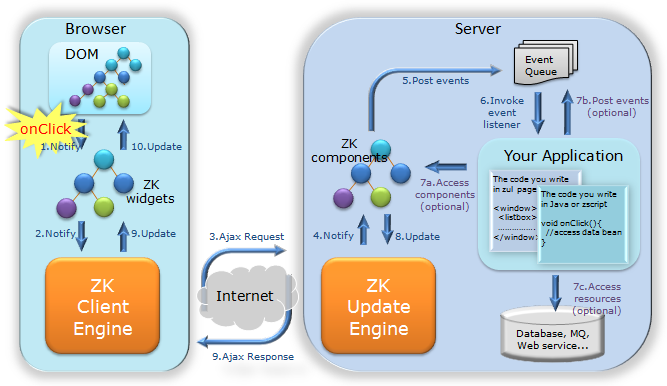 Browser
DOM
onClick
1.Notify
10.Update
ZK
widgets
2.Notify
9.Update
ZK
Client
Engine
3.Ajax Request
Internet
9.Ajax Response
Server
Event
Queue
5.Post events
6.Invoke
event
listener
7b.Post events
(optional)
ZK
components
7a.Access
components
(optional)
4.Notify
8.Update
ZK
Update
Engine
Your Application
The code you write
in zul page
<window>
<listbox>
................
</window>
The code you write
in Java or zscript
void onClick(){
//access data bean
}
7c.Access
resources
(optional)
Database, MQ,
Web service...